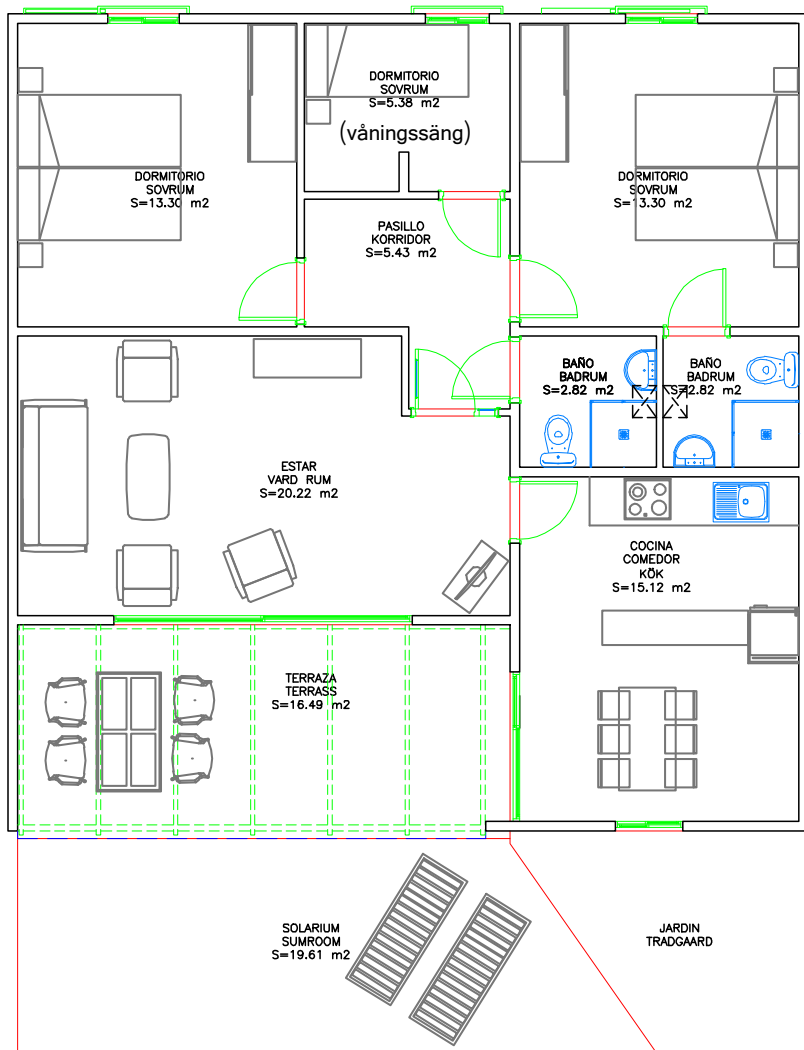 DORMITORIO
SOVRUM
S=5.38 m2
(våningssäng)
DORMITORIO
SOVRUM
S=13.30 m2
DORMITORIO
SOVRUM
S=13.30 m2
PASILLO
KORRIDOR
S=5.43 m2
BAÑO
BADRUM
S=2.82 m2
BAÑO
BADRUM
S=2.82 m2
ESTAR
VARD RUM
S=20.22 m2
COCINA
COMEDOR
KÖK
S=15.12 m2
TERRAZA
TERRASS
S=16.49 m2
SOLARIUM
SUMROOM
S=19.61 m2
JARDIN
TRADGAARD